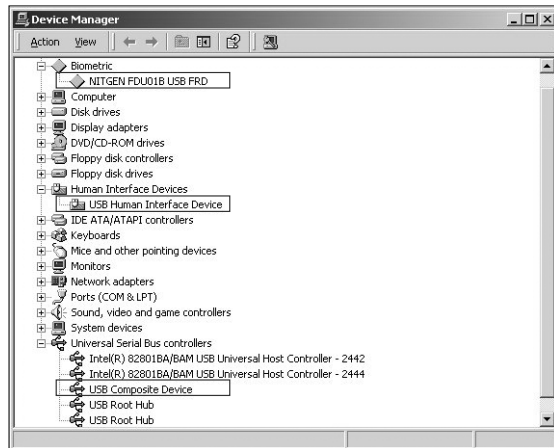 Device Manager
Action View
Biometric
NITGEN FDU01B USB FRD
Computer
Disk drives
Display adapters
DVD/CD-ROM drives
Floppy disk controllers
Floppy disk drives
Human Interface Devices
USB Human Interface Device
IDE ATA/ATAPI controllers
Keyboards
Mice and other pointing devices
Monitors
Network adapters
Ports (COM & LPT)
Sound, video and game controllers
System devices
Universal Serial Bus controllers
Intel(R) 82801BA/BAM USB Universal Host Controller - 2442
Intel(R) 82801BA/BAM USB Universal Host Controller - 2444
USB Composite Device
USB Root Hub
USB Root Hub